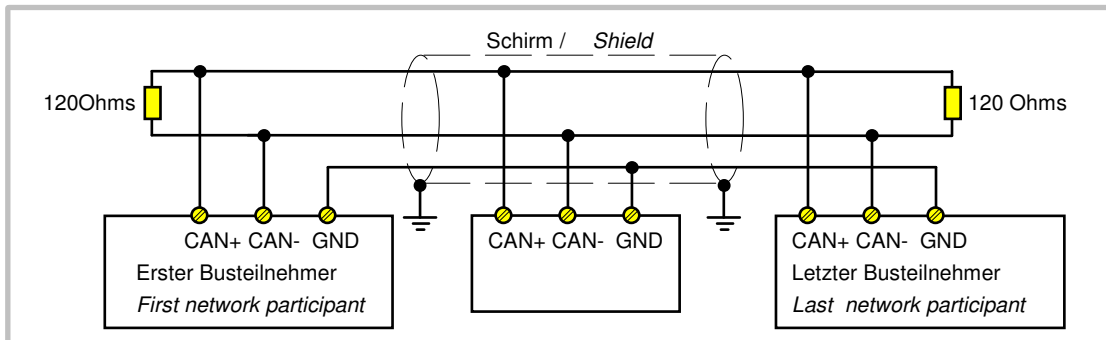 Schirm / Shield
120Ohms
120 Ohms
CAN+ CAN- GND
CAN+ CAN- GND
CAN+ CAN- GND
Erster Busteilnehmer
First network participant
Letzter Busteilnehmer
Last network participant